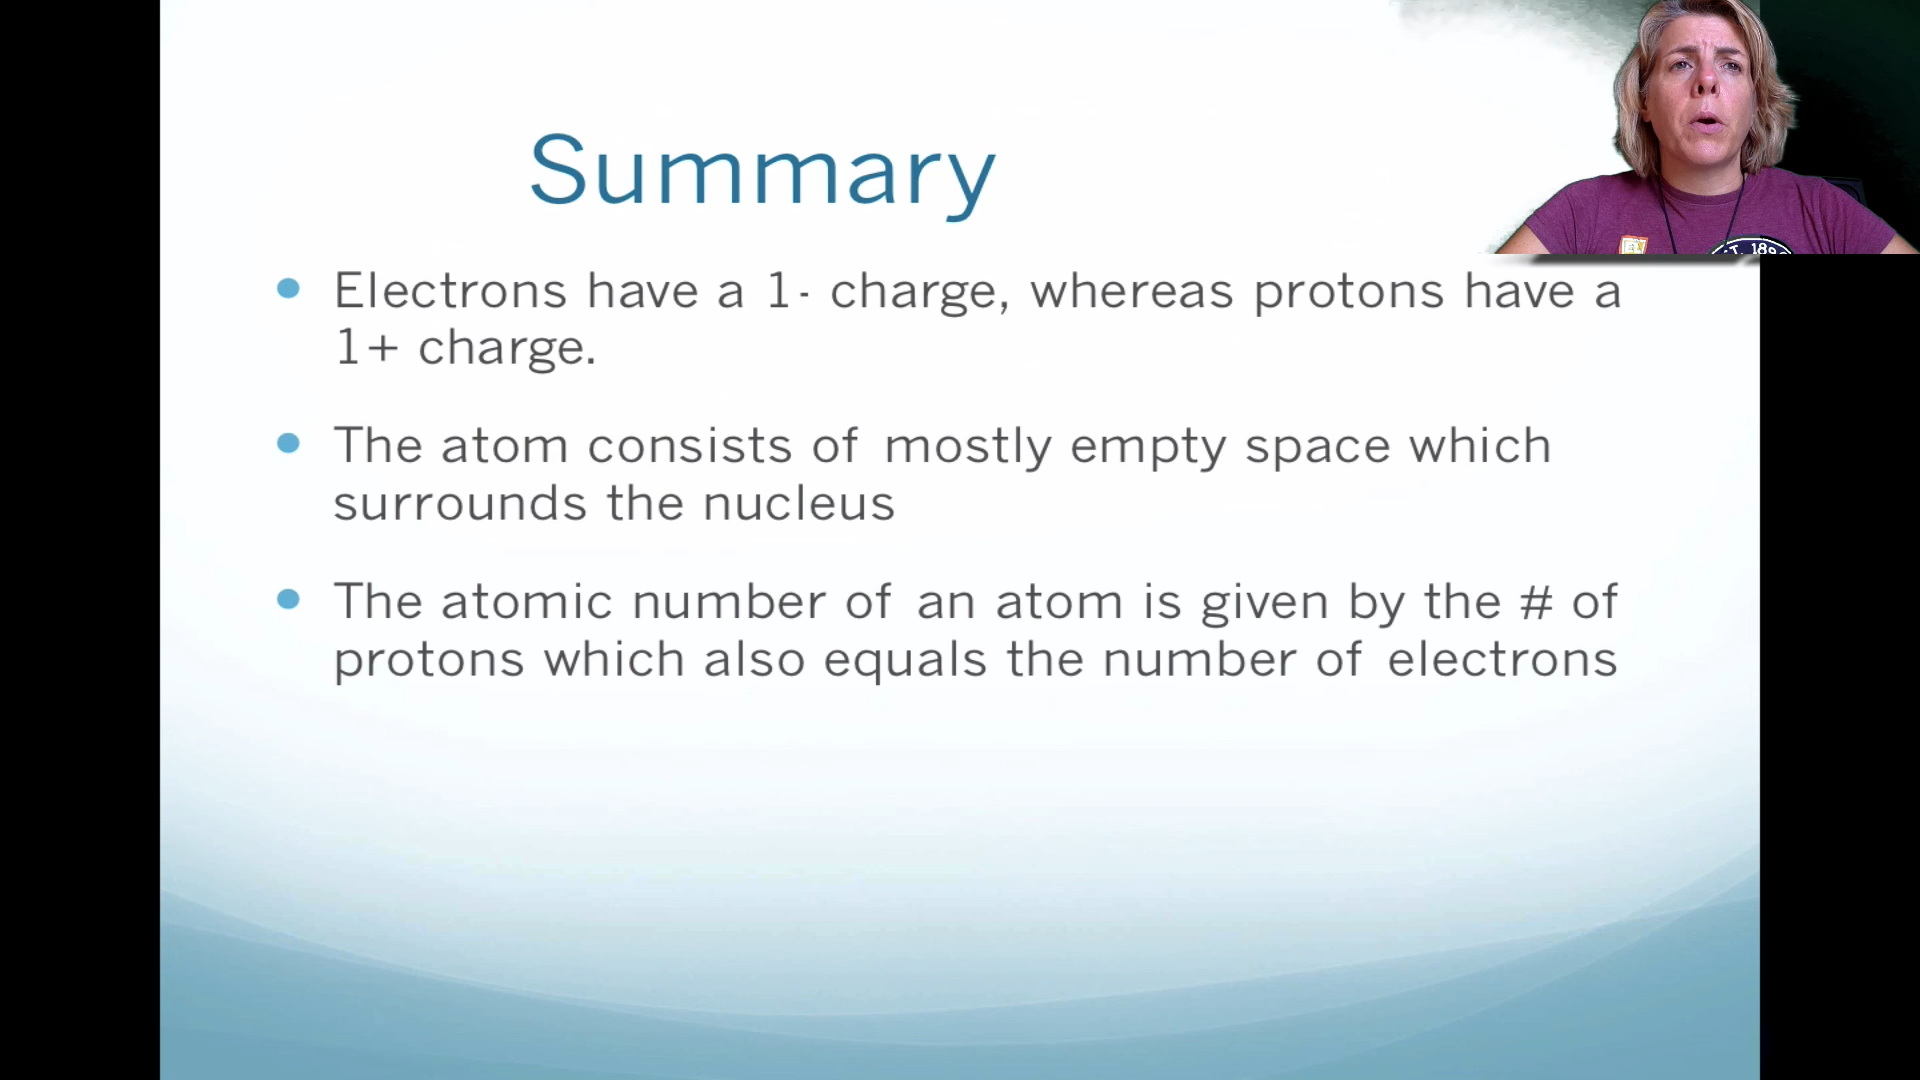 Summary
Electrons have a 1- charge, whereas protons have a
1+ charge.
The atom consists of mostly empty space which
surrounds the nucleus
The atomic number of an atom is given by the # of
protons which also equals the number of electrons